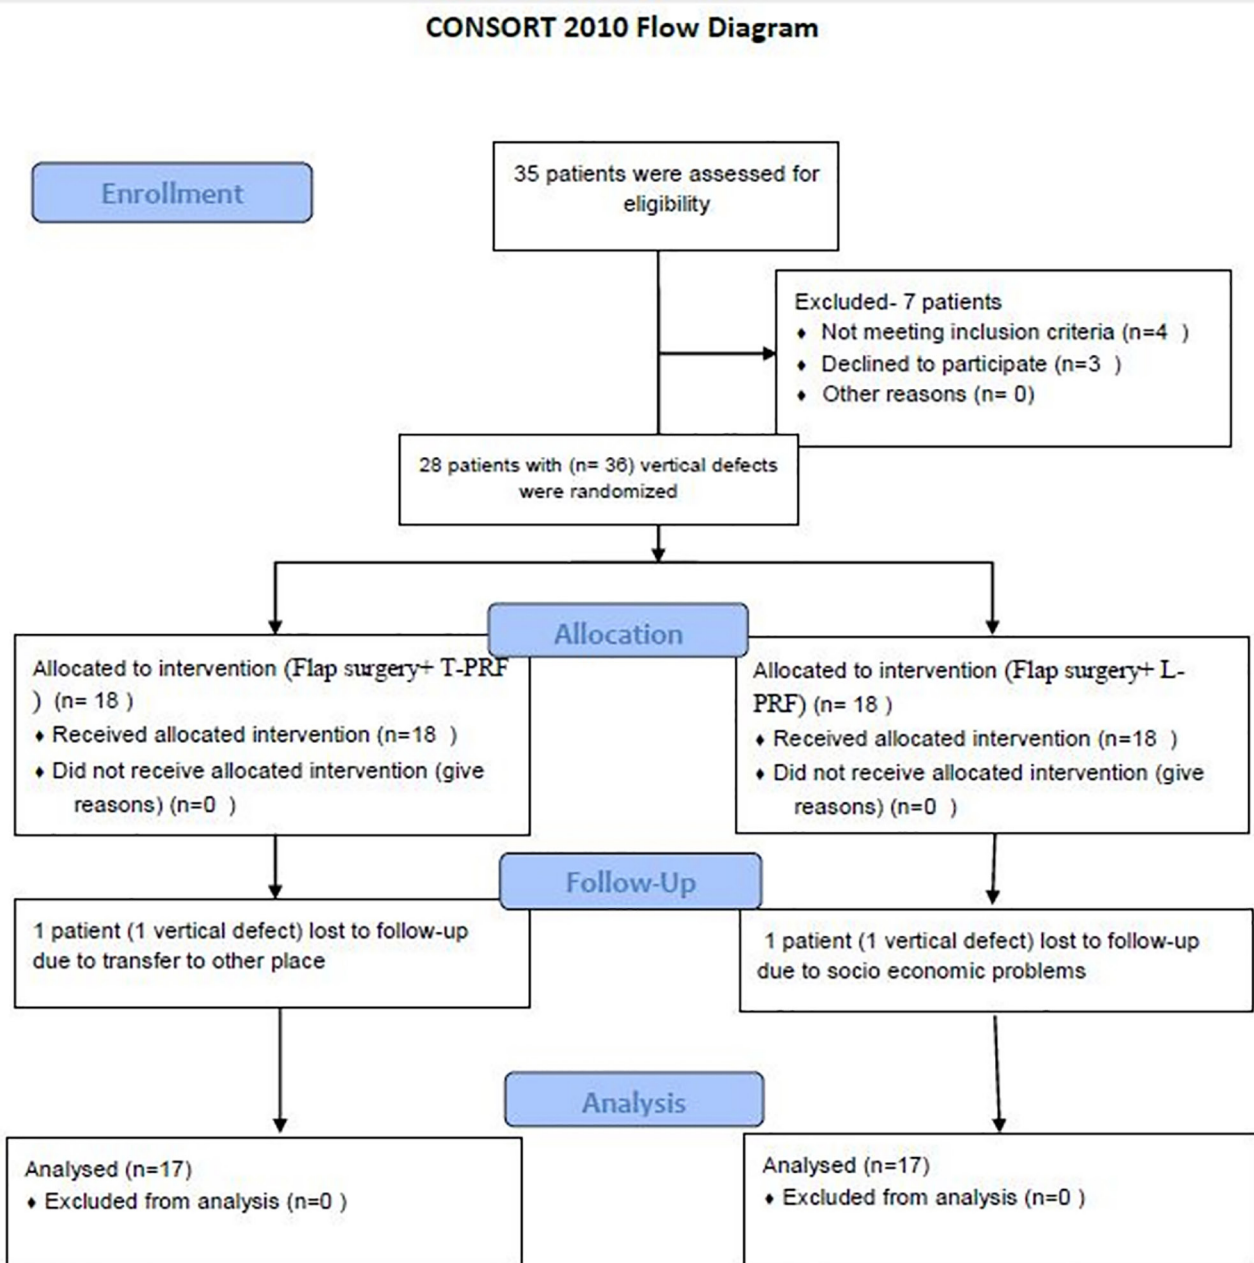 CONSORT 2010 Flow Diagram
Enrollment
35 patients were assessed for
eligibility
Excluded- 7 patients
♦ Not meeting inclusion criteria (n=4  )
♦ Declined to participate (n=3  )
♦ Other reasons (n= 0)
28 patients with (n= 36) vertical defects
were randomized
Allocation
Allocated to intervention (Flap surgery+ T-PRF
) (n= 18 )
♦ Received allocated intervention (n=18  )
♦ Did not receive allocated intervention (give
reasons) (n=0  )
Allocated to intervention (Flap surgery+ L-
PRF) (n= 18 )
♦ Received allocated intervention (n=18  )
♦ Did not receive allocated intervention (give
reasons) (n=0  )
Follow-Up
1 patient (1 vertical defect) lost to follow-up
due to transfer to other place
1 patient (1 vertical defect) lost to follow-up
due to socio economic problems
Analysis
Analysed (n=17)
♦ Excluded from analysis (n=0 )
Analysed (n=17)
♦ Excluded from analysis (n=0 )